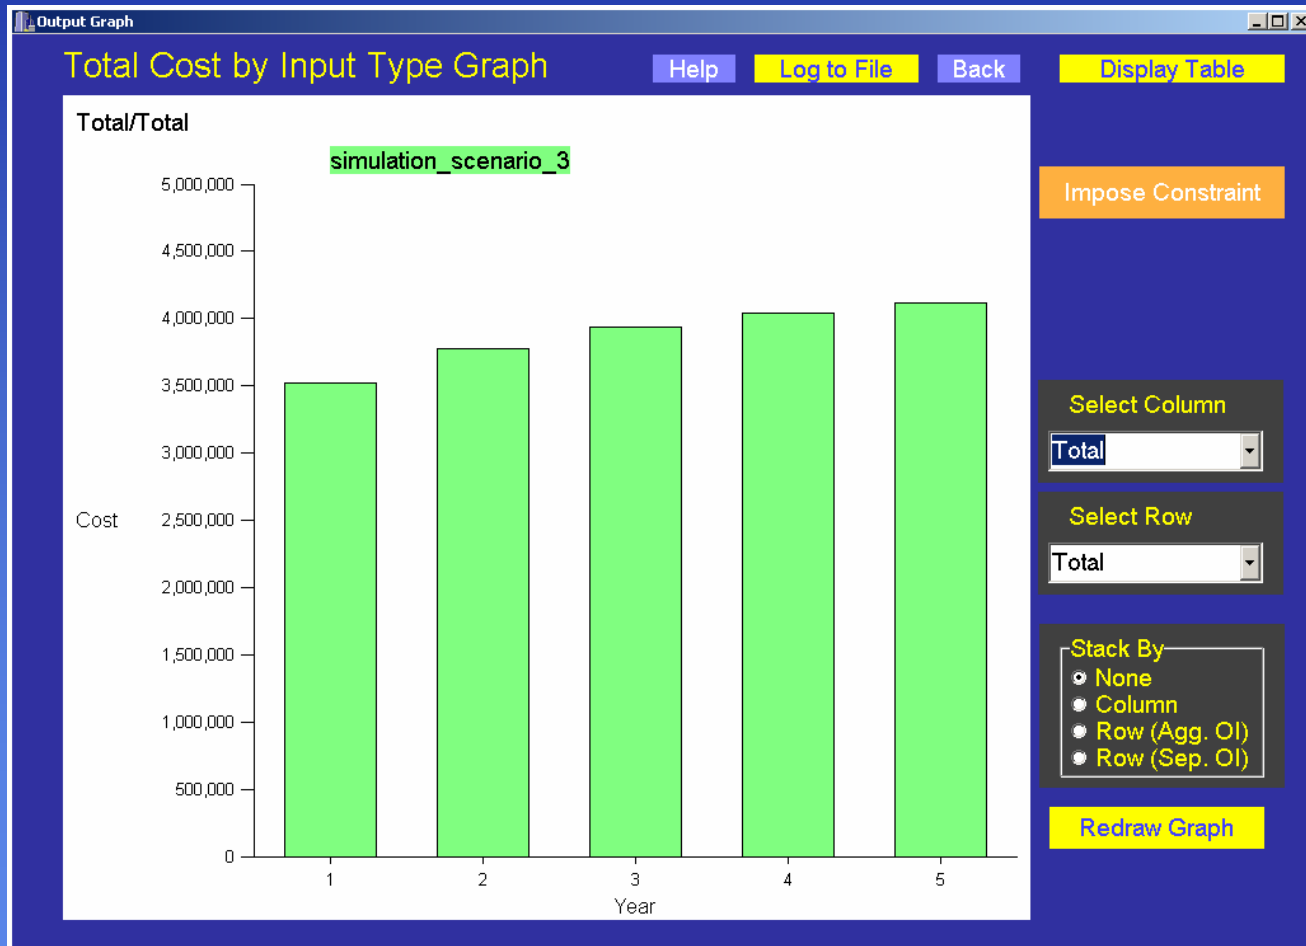 Output Graph
Total Cost by Input Type Graph
Help
Log to File
Back
Display Table
Total/Total
simulation_scenario_3
Impose Constraint
5,000,000
4,500,000
4,000,000
3,500,000
3,000,000
2,500,000
2,000,000
1,500,000
1,000,000
500,000
0
Cost
1
2
3
4
5
Year
Select Column
Total
Select Row
Total
Stack By
None
Column
Row (Agg. OI)
Row (Sep. OI)
Redraw Graph